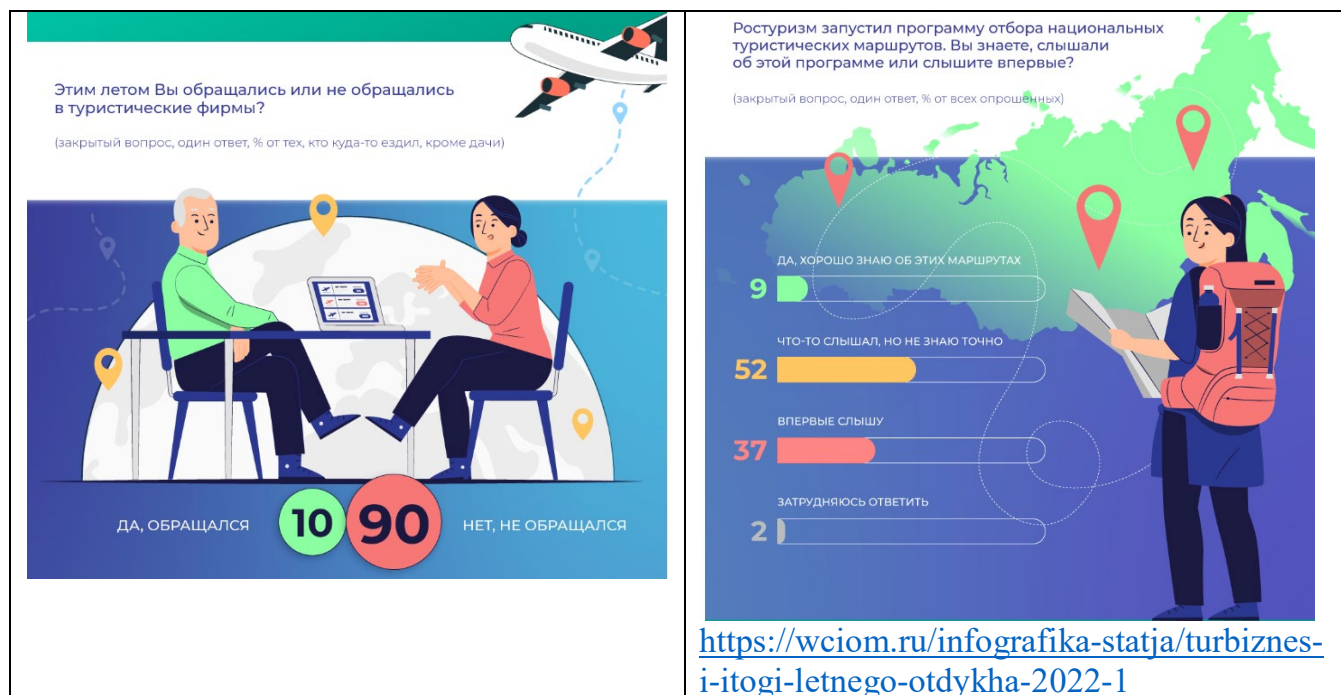 Этим летом Вы обращались или не обращались
в туристические фирмы?
(закрытый вопрос, один ответ, % от тех, кто куда-то ездил, кроме дачи)
ДА, ОБРАЩАЛСЯ
10
90
НЕТ, НЕ ОБРАЩАЛСЯ
Ростуризм запустил программу отбора национальных
туристических маршрутов. Вы знаете, слышали
об этой программе или слышите впервые?
(закрытый вопрос, один ответ, % от всех опрошенных)
ДА, ХОРОШО ЗНАЮ ОБ ЭТИХ МАРШРУТАХ
9
ЧТО-ТО СЛЫШАЛ, НО НЕ ЗНАЮ ТОЧНО
52
ВПЕРВЫЕ СЛЫШУ
37
ЗАТРУДНЯЮСЬ ОТВЕТИТЬ
2
https://wciom.ru/infografika-statja/turbiznes-
i-itogi-letnego-otdykha-2022-1